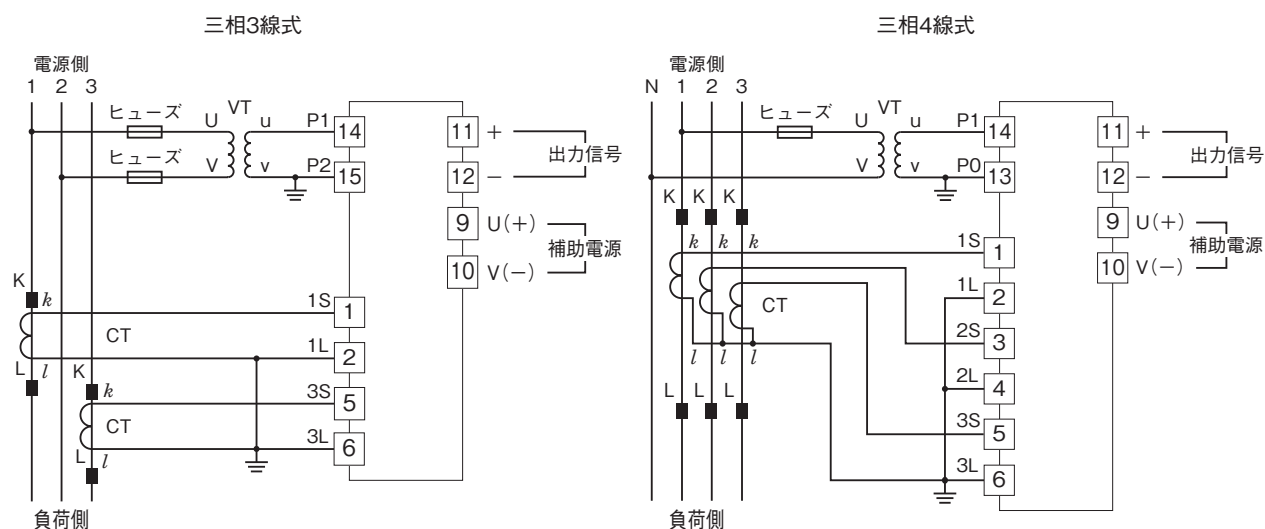 三相3線式
電源側
1 2 3
ヒューズ
U VT u P1 14
11 +
出力信号
ヒューズ
V v P2 15
12 −
9 U(+)
補助電源
10 V(−)
K k
1S 1
CT
1L 2
L l
K k
3S 5
CT
3L 6
L l
負荷側
三相4線式
電源側
N 1 2 3
ヒューズ
U VT u P1 14
11 +
出力信号
V v P0 13
12 −
K K K
9 U(+)
補助電源
k k k
1S 1
10 V(−)
1L 2
CT
2S 3
l l l
2L 4
L L L
3S 5
3L 6
負荷側